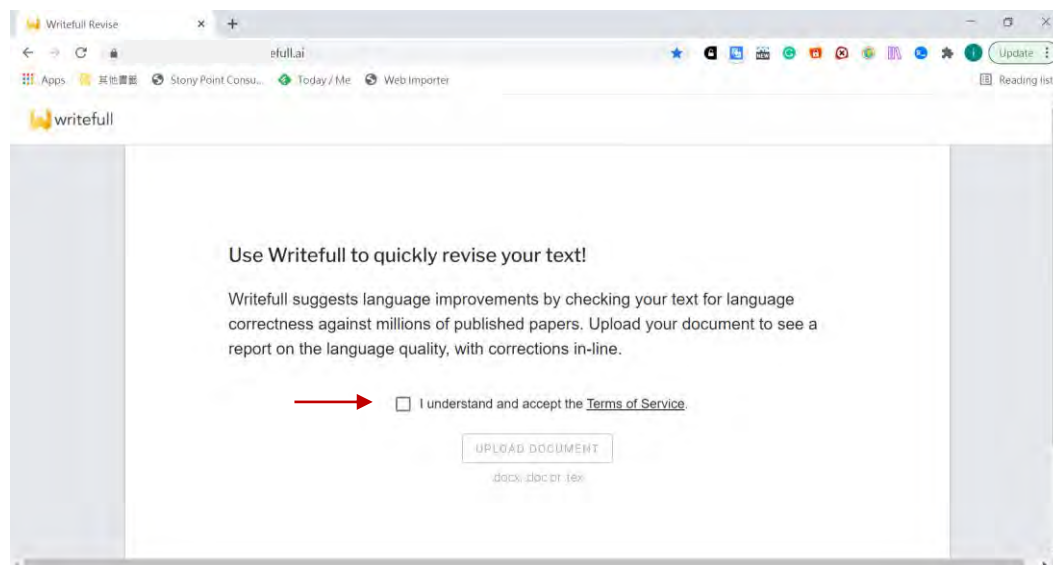 Writefull Revise
efull.ai
Update
Apps
其他書籤
Stony Point Consu...
Today / Me
Web Importer
Reading list
writefull
Use Writefull to quickly revise your text!
Writefull suggests language improvements by checking your text for language
correctness against millions of published papers. Upload your document to see a
report on the language quality, with corrections in-line.
I understand and accept the Terms of Service.
UPLOAD DOCUMENT
.docx, .doc or .tex